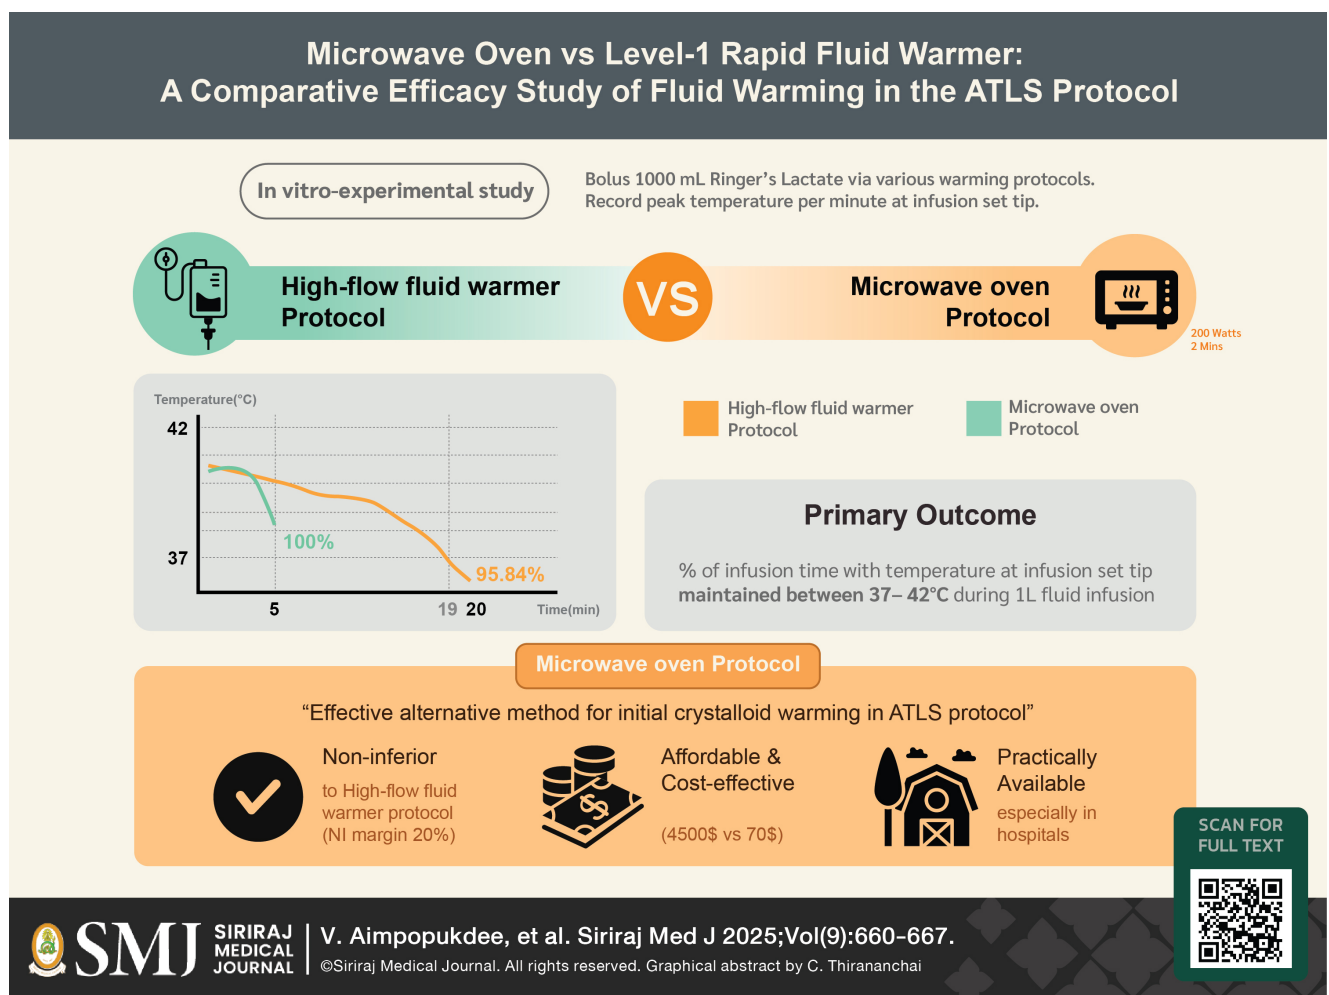 Microwave Oven vs Level-1 Rapid Fluid Warmer:
A Comparative Efficacy Study of Fluid Warming in the ATLS Protocol
In vitro-experimental study
Bolus 1000 mL Ringer's Lactate via various warming protocols.
Record peak temperature per minute at infusion set tip.
High-flow fluid warmer
Protocol
VS
Microwave oven
Protocol
200 Watts
2 Mins
Temperature(°C)
42
37
100%
95.84%
5
19 20
Time(min)
High-flow fluid warmer
Protocol
Microwave oven
Protocol
Primary Outcome
% of infusion time with temperature at infusion set tip
maintained between 37– 42°C during 1L fluid infusion
Microwave oven Protocol
“Effective alternative method for initial crystalloid warming in ATLS protocol”
Non-inferior
to High-flow fluid
warmer protocol
(NI margin 20%)
Affordable &
Cost-effective
(4500$ vs 70$)
Practically
Available
especially in
hospitals
SCAN FOR
FULL TEXT
SMJ
SIRIRAJ
MEDICAL
JOURNAL
V. Aimpopukdee, et al. Siriraj Med J 2025;Vol(9):660-667.
©Siriraj Medical Journal. All rights reserved. Graphical abstract by C. Thirananchai